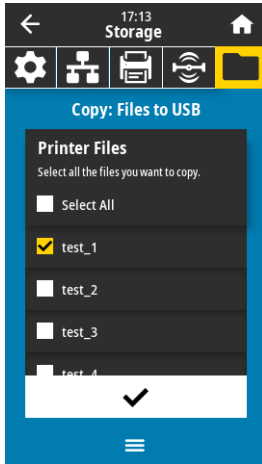 17:13
Storage
Copy: Files to USB
Printer Files
Select all the files you want to copy.
Select All
test_1
test_2
test_3
test_4